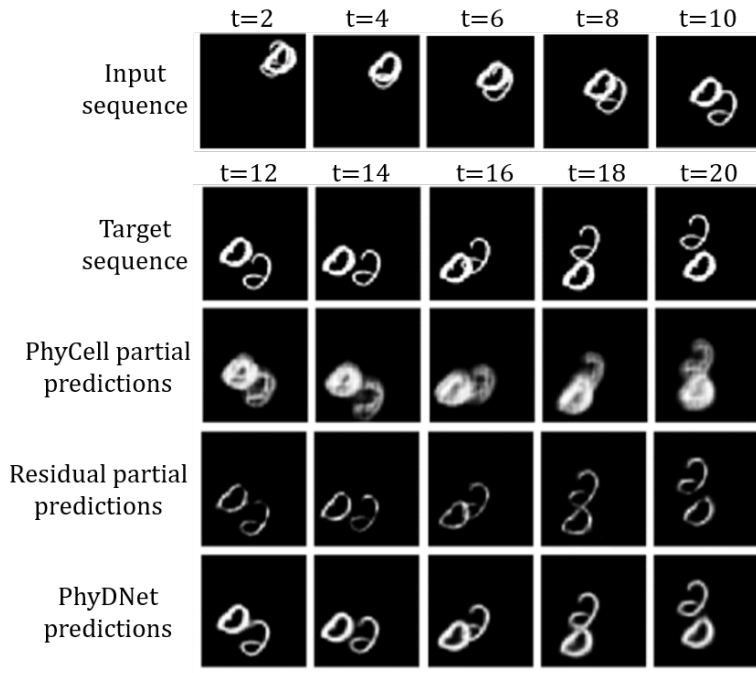 t=2 t=4 t=6 t=8 t=10
Input
sequence
t=12 t=14 t=16 t=18 t=20
Target
sequence
PhyCell partial
predictions
Residual partial
predictions
PhyDNet
predictions